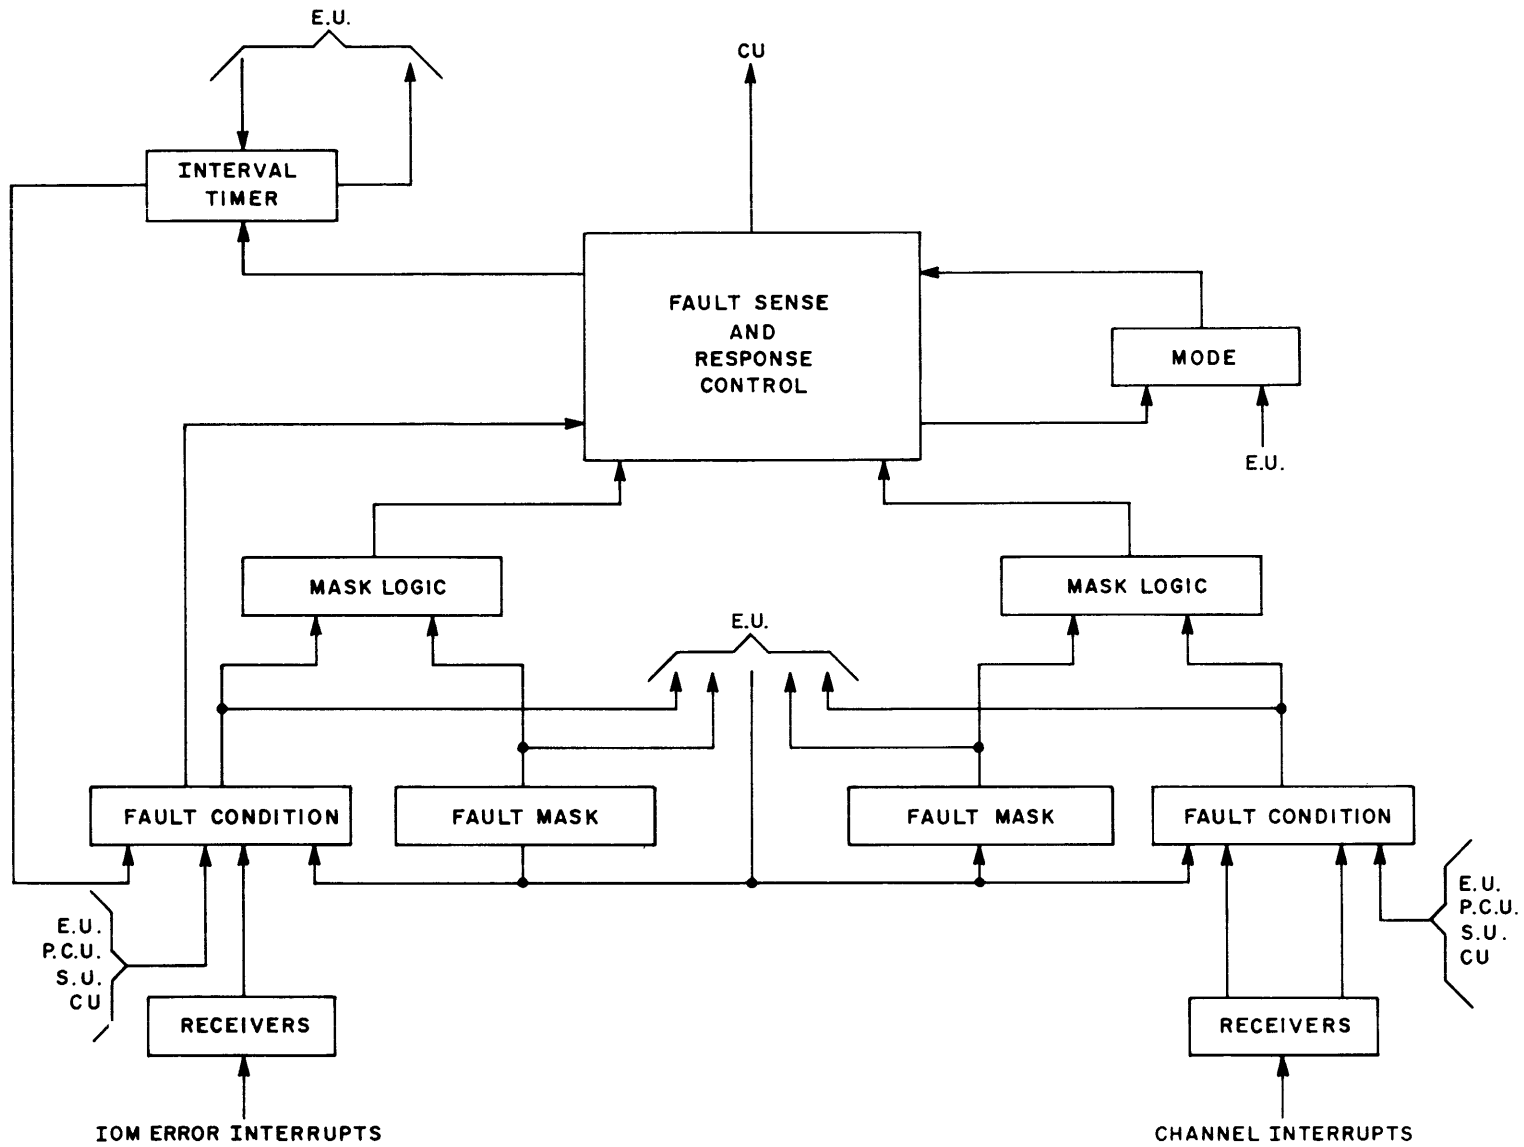 E.U.
CU
INTERVAL
TIMER
FAULT SENSE
AND
RESPONSE
CONTROL
MODE
E.U.
MASK LOGIC
MASK LOGIC
E.U.
FAULT CONDITION
FAULT MASK
FAULT MASK
FAULT CONDITION
E.U.
P.C.U.
S.U.
CU
E.U.
P.C.U.
S.U.
CU
RECEIVERS
RECEIVERS
IOM ERROR INTERRUPTS
CHANNEL INTERRUPTS